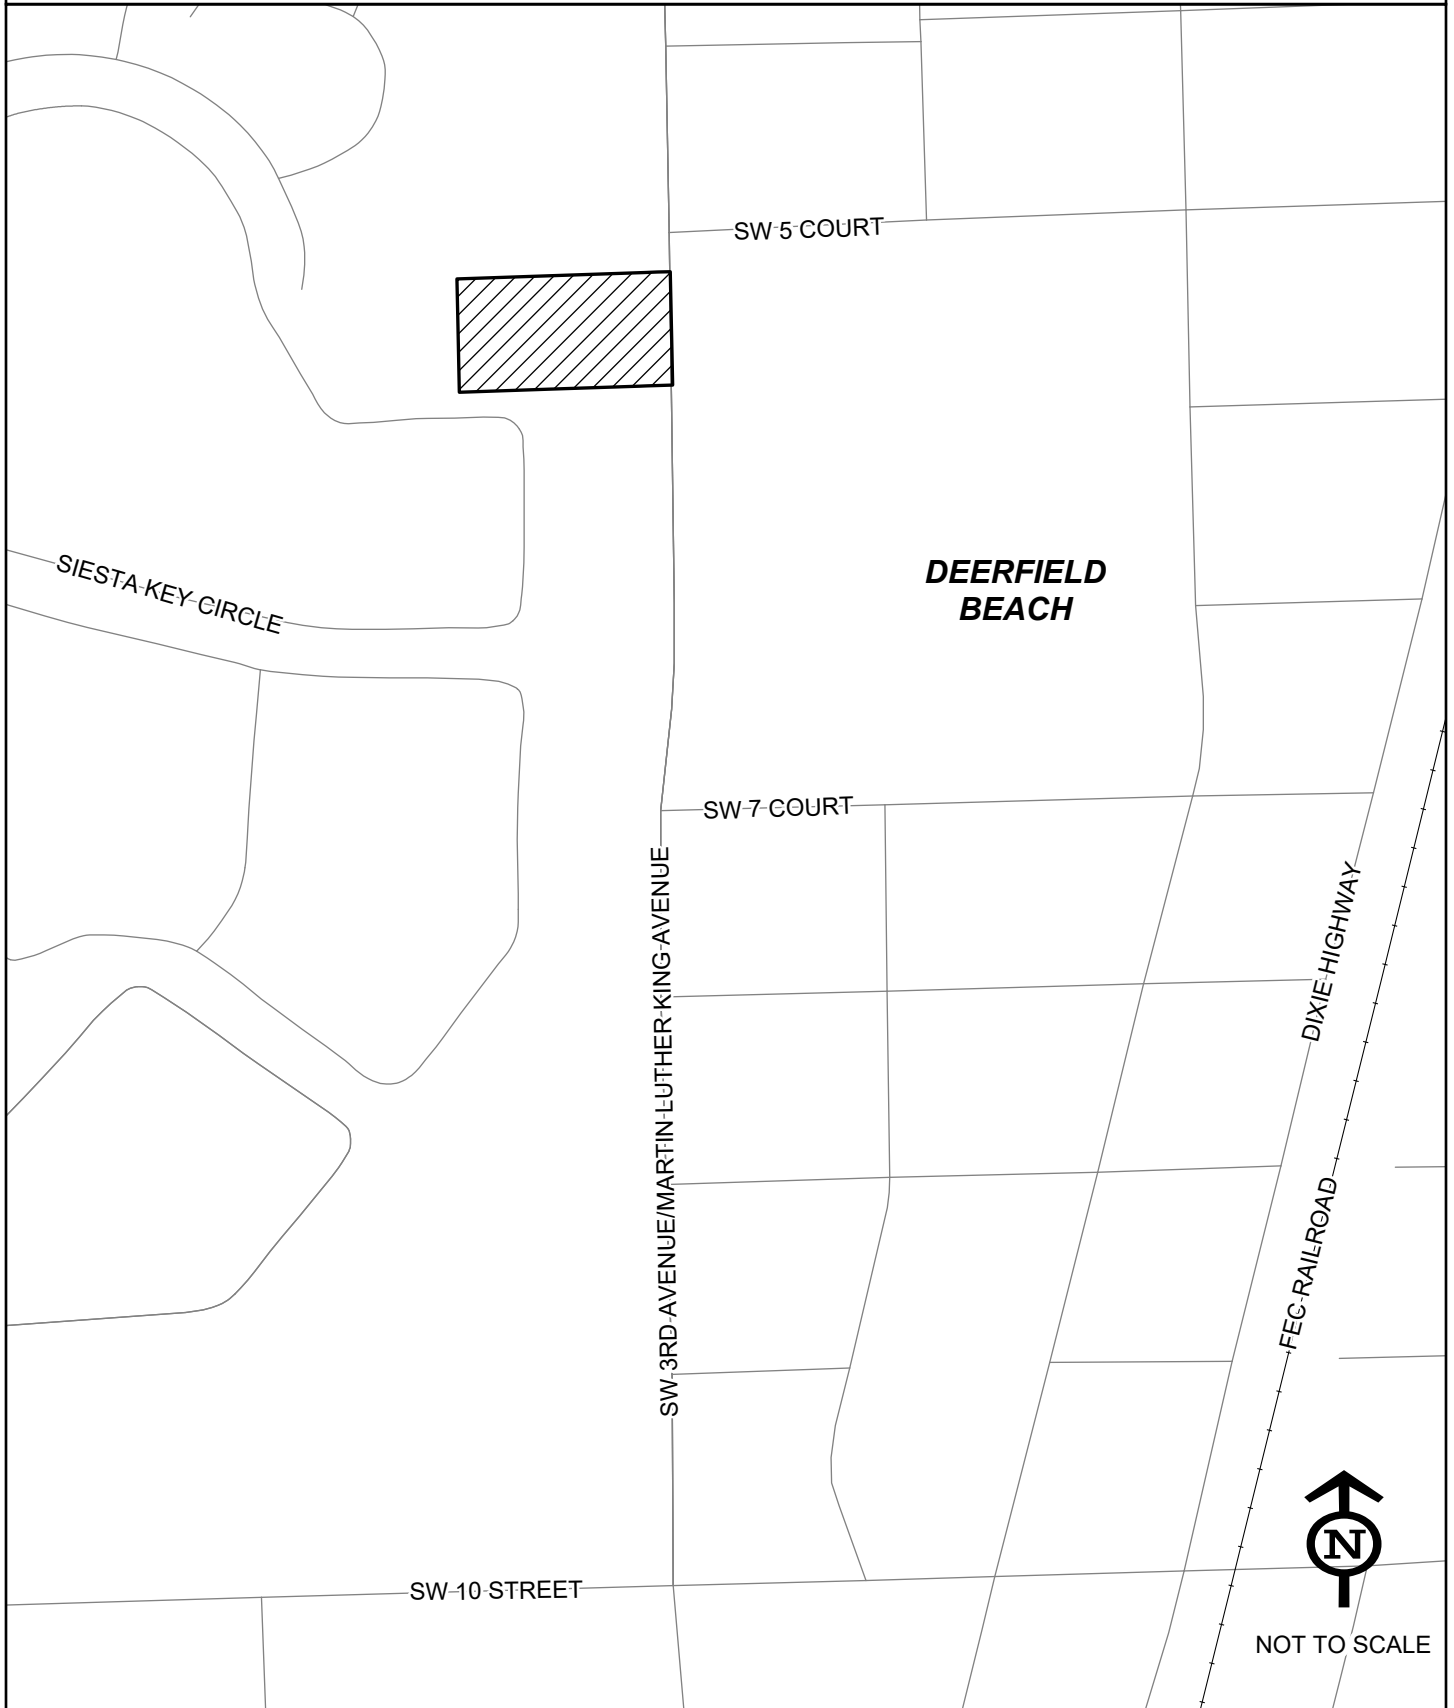 SW 5 COURT
DEERFIELD
BEACH
SIESTA KEY CIRCLE
SW 7 COURT
SW 3RD AVENUE/MARTIN LUTHER KING AVENUE
DIXIE HIGHWAY
FEC RAILROAD
N
SW 10 STREET
NOT TO SCALE